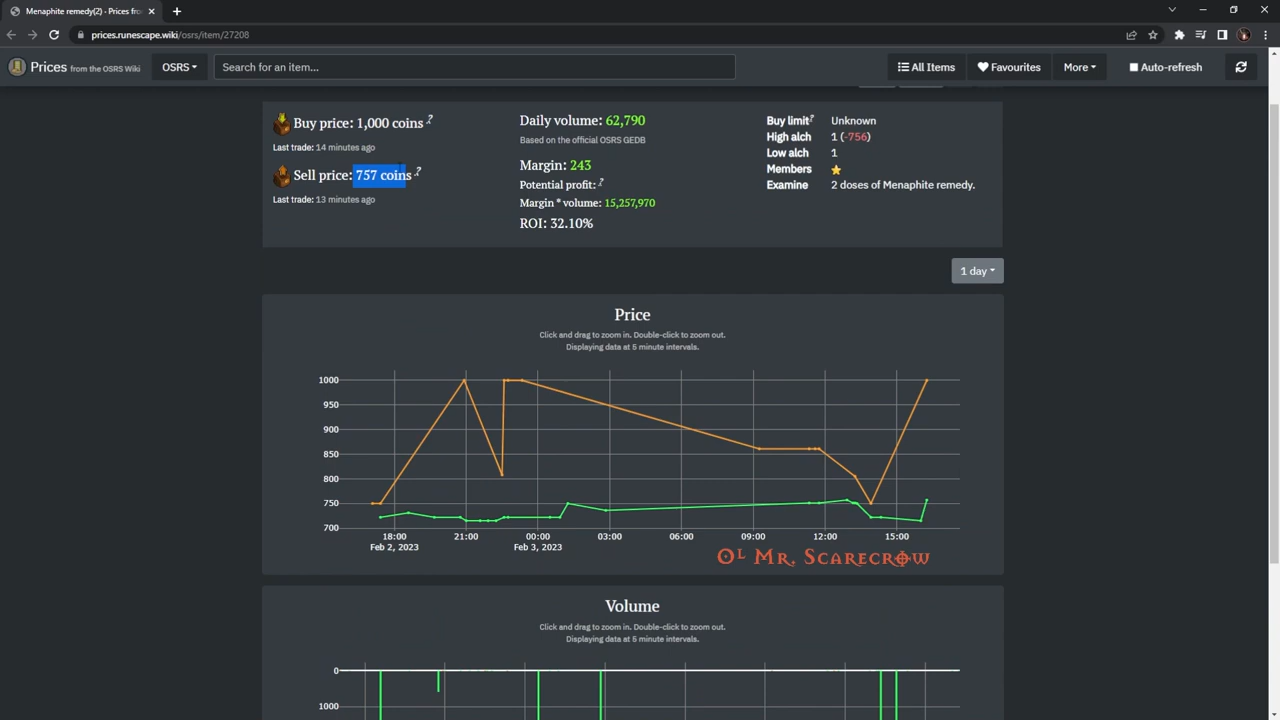 Menaphite remedy(2) - Prices fro
prices.runescape.wiki/osrs/item/27208
Prices from the OSRS Wiki
OSRS
Search for an item...
All Items
Favourites
More
Auto-refresh
Buy price: 1,000 coins ?
Last trade: 14 minutes ago
Sell price: 757 coins ?
Last trade: 13 minutes ago
Daily volume: 62,790
Based on the official OSRS GEDB
Margin: 243
Potential profit: ?
Margin * volume: 15,257,970
ROI: 32.10%
Buy limit? Unknown
High alch 1 (-756)
Low alch 1
Members
Examine 2 doses of Menaphite remedy.
1 day
Price
Click and drag to zoom in. Double-click to zoom out.
Displaying data at 5 minute intervals.
1000
950
900
850
800
750
700
18:00 21:00 00:00 03:00 06:00 09:00 12:00 15:00
Feb 2, 2023 Feb 3, 2023
Ol Mr. Scarecrow
Volume
Click and drag to zoom in. Double-click to zoom out.
Displaying data at 5 minute intervals.
0
1000